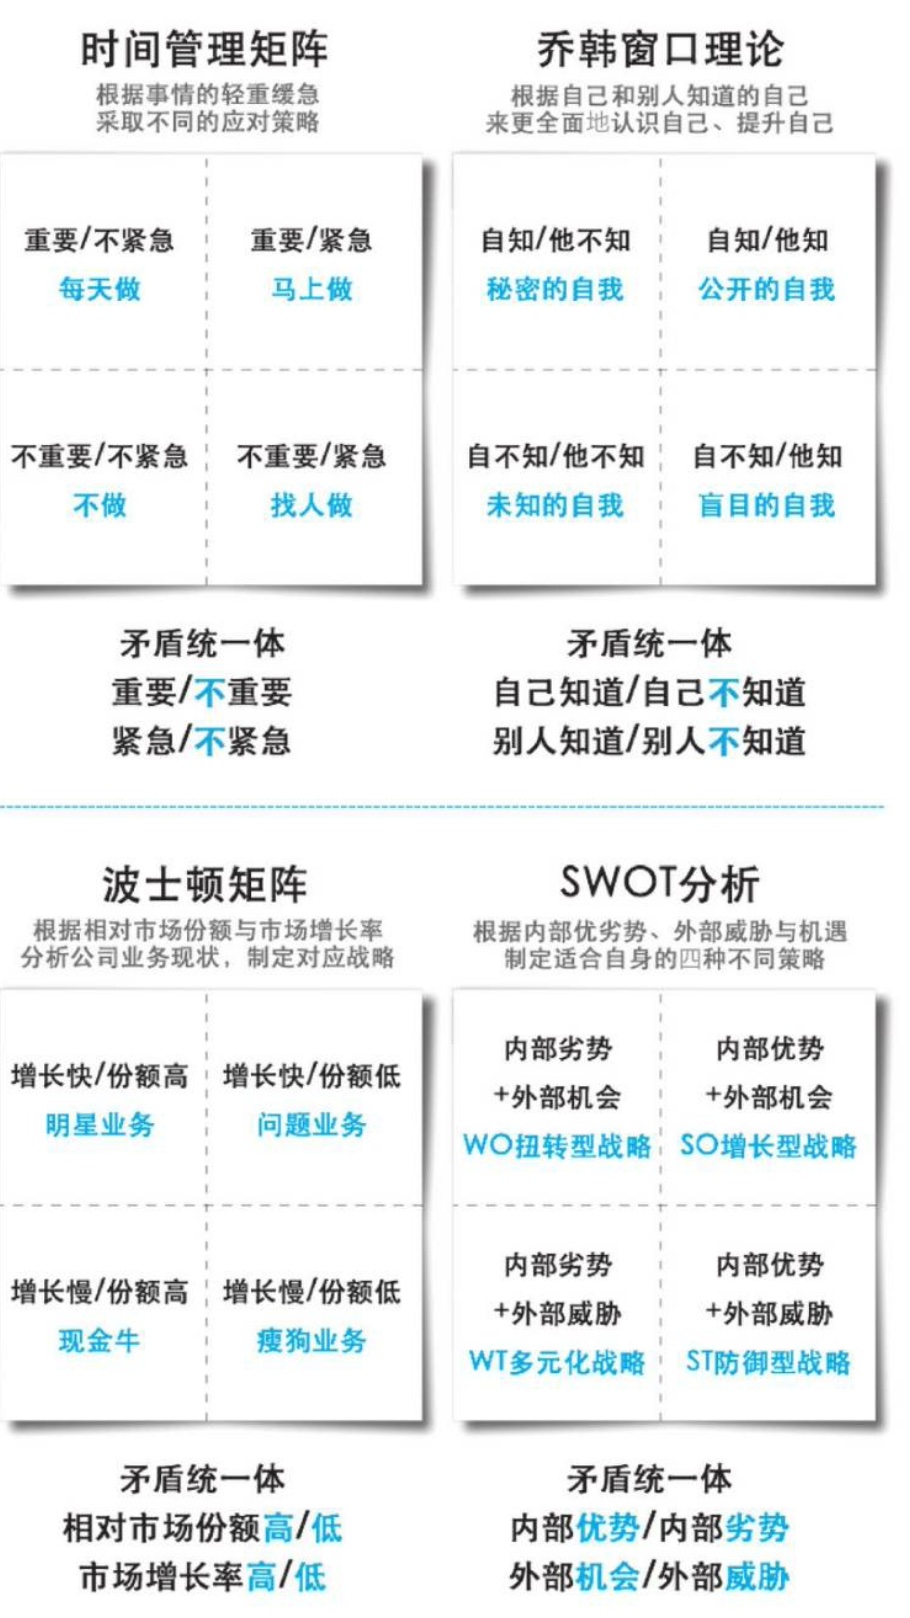 时间管理矩阵
根据事情的轻重缓急
采取不同的应对策略
重要/不紧急
每天做
重要/紧急
马上做
不重要/不紧急
不做
不重要/紧急
找人做
矛盾统一体
重要/不重要
紧急/不紧急
乔韩窗口理论
根据自己和别人知道的自己
来更全面地认识自己、提升自己
自知/他不知
秘密的自我
自知/他知
公开的自我
自不知/他不知
未知的自我
自不知/他知
盲目的自我
矛盾统一体
自己知道/自己不知道
别人知道/别人不知道
波士顿矩阵
根据相对市场份额与市场增长率
分析公司业务现状，制定对应战略
增长快/份额高
明星业务
增长快/份额低
问题业务
增长慢/份额高
现金牛
增长慢/份额低
瘦狗业务
矛盾统一体
相对市场份额高/低
市场增长率高/低
SWOT分析
根据内部优劣势、外部威胁与机遇
制定适合自身的四种不同策略
内部劣势
+外部机会
WO扭转型战略
内部优势
+外部机会
SO增长型战略
内部劣势
+外部威胁
WT多元化战略
内部优势
+外部威胁
ST防御型战略
矛盾统一体
内部优势/内部劣势
外部机会/外部威胁